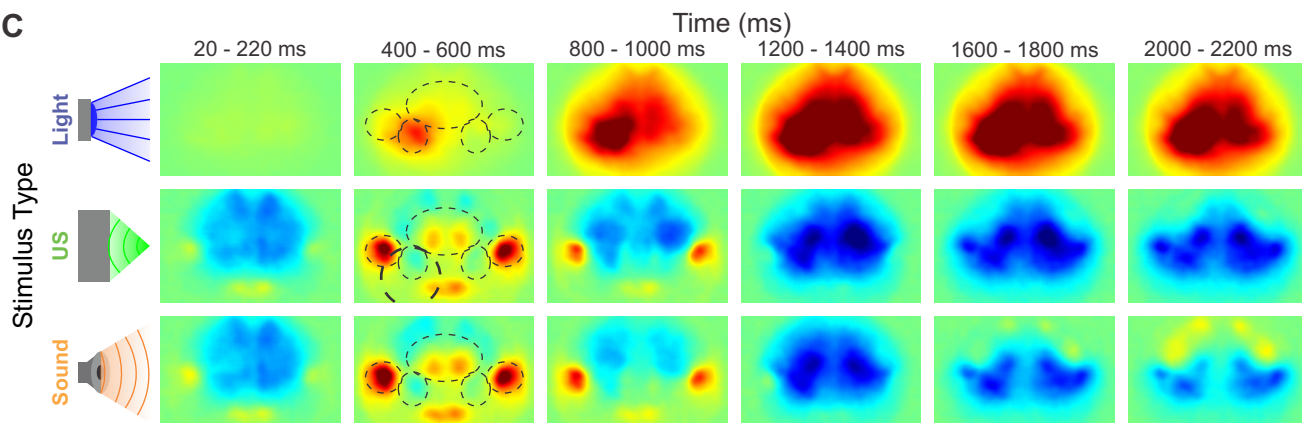 C
Time (ms)
20 - 220 ms
400 - 600 ms
800 - 1000 ms
1200 - 1400 ms
1600 - 1800 ms
2000 - 2200 ms
Stimulus Type
Light
US
Sound